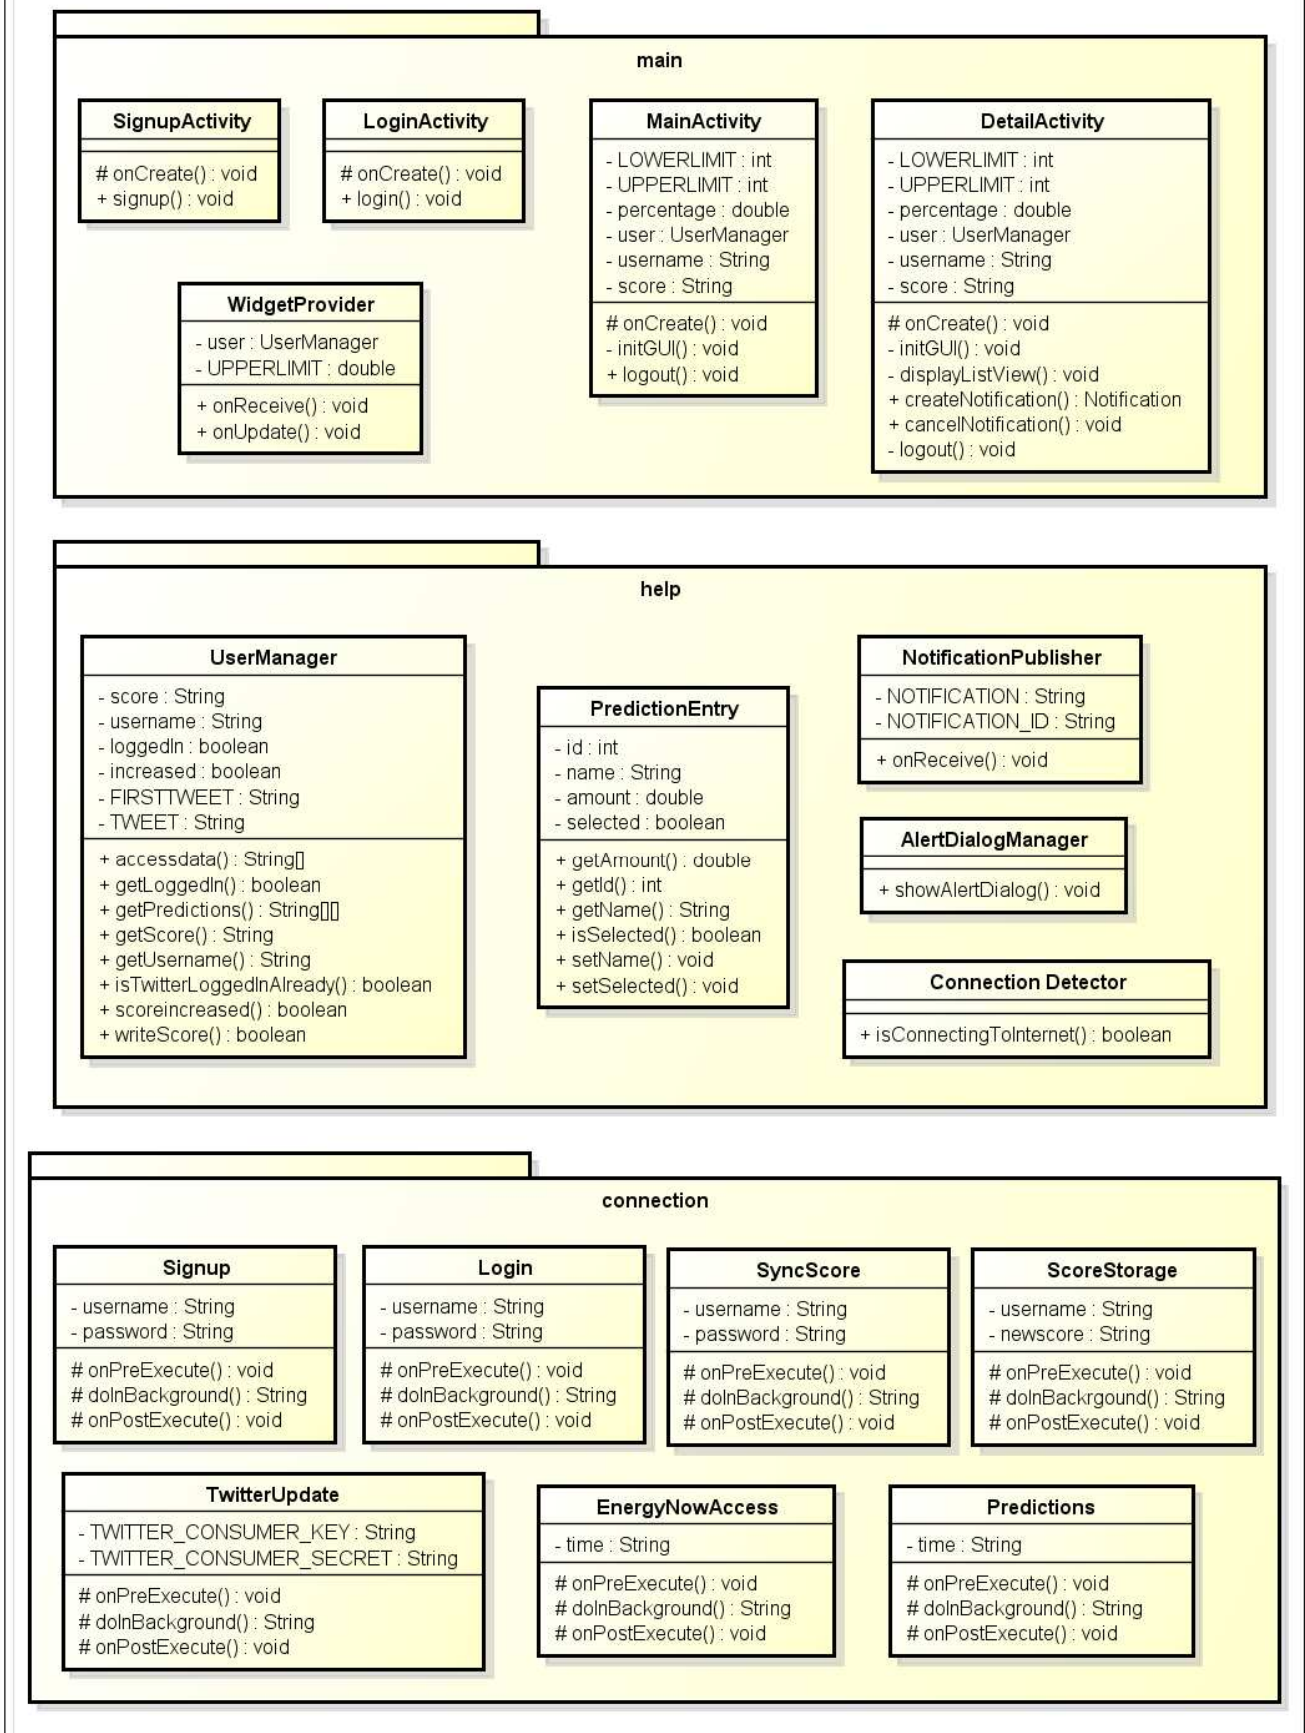 main
SignupActivity
# onCreate() : void
+ signup() : void
LoginActivity
# onCreate() : void
+ login() : void
MainActivity
- LOWERLIMIT : int
- UPPERLIMIT : int
- percentage : double
- user : UserManager
- username : String
- score : String
# onCreate() : void
- initGUI() : void
+ logout() : void
DetailActivity
- LOWERLIMIT : int
- UPPERLIMIT : int
- percentage : double
- user : UserManager
- username : String
- score : String
# onCreate() : void
- initGUI() : void
- displayListView() : void
+ createNotification() : Notification
+ cancelNotification() : void
- logout() : void
WidgetProvider
- user : UserManager
- UPPERLIMIT : double
+ onReceive() : void
+ onUpdate() : void
help
UserManager
- score : String
- username : String
- loggedIn : boolean
- increased : boolean
- FIRSTTWEET : String
- TWEET : String
+ accessdata() : String[]
+ getLoggedIn() : boolean
+ getPredictions() : String[][]
+ getScore() : String
+ getUsername() : String
+ isTwitterLoggedInAlready() : boolean
+ scoreincreased() : boolean
+ writeScore() : boolean
PredictionEntry
- id : int
- name : String
- amount : double
- selected : boolean
+ getAmount() : double
+ getId() : int
+ getName() : String
+ isSelected() : boolean
+ setName() : void
+ setSelected() : void
NotificationPublisher
- NOTIFICATION : String
- NOTIFICATION_ID : String
+ onReceive() : void
AlertDialogManager
+ showAlertDialog() : void
Connection Detector
+ isConnectingToInternet() : boolean
connection
Signup
- username : String
- password : String
# onPreExecute() : void
# doInBackground() : String
# onPostExecute() : void
Login
- username : String
- password : String
# onPreExecute() : void
# doInBackground() : String
# onPostExecute() : void
SyncScore
- username : String
- password : String
# onPreExecute() : void
# doInBackground() : String
# onPostExecute() : void
ScoreStorage
- username : String
- newscore : String
# onPreExecute() : void
# doInBackrgound() : String
# onPostExecute() : void
TwitterUpdate
- TWITTER_CONSUMER_KEY : String
- TWITTER_CONSUMER_SECRET : String
# onPreExecute() : void
# doInBackground() : String
# onPostExecute() : void
EnergyNowAccess
- time : String
# onPreExecute() : void
# doInBackground() : String
# onPostExecute() : void
Predictions
- time : String
# onPreExecute() : void
# doInBackground() : String
# onPostExecute() : void